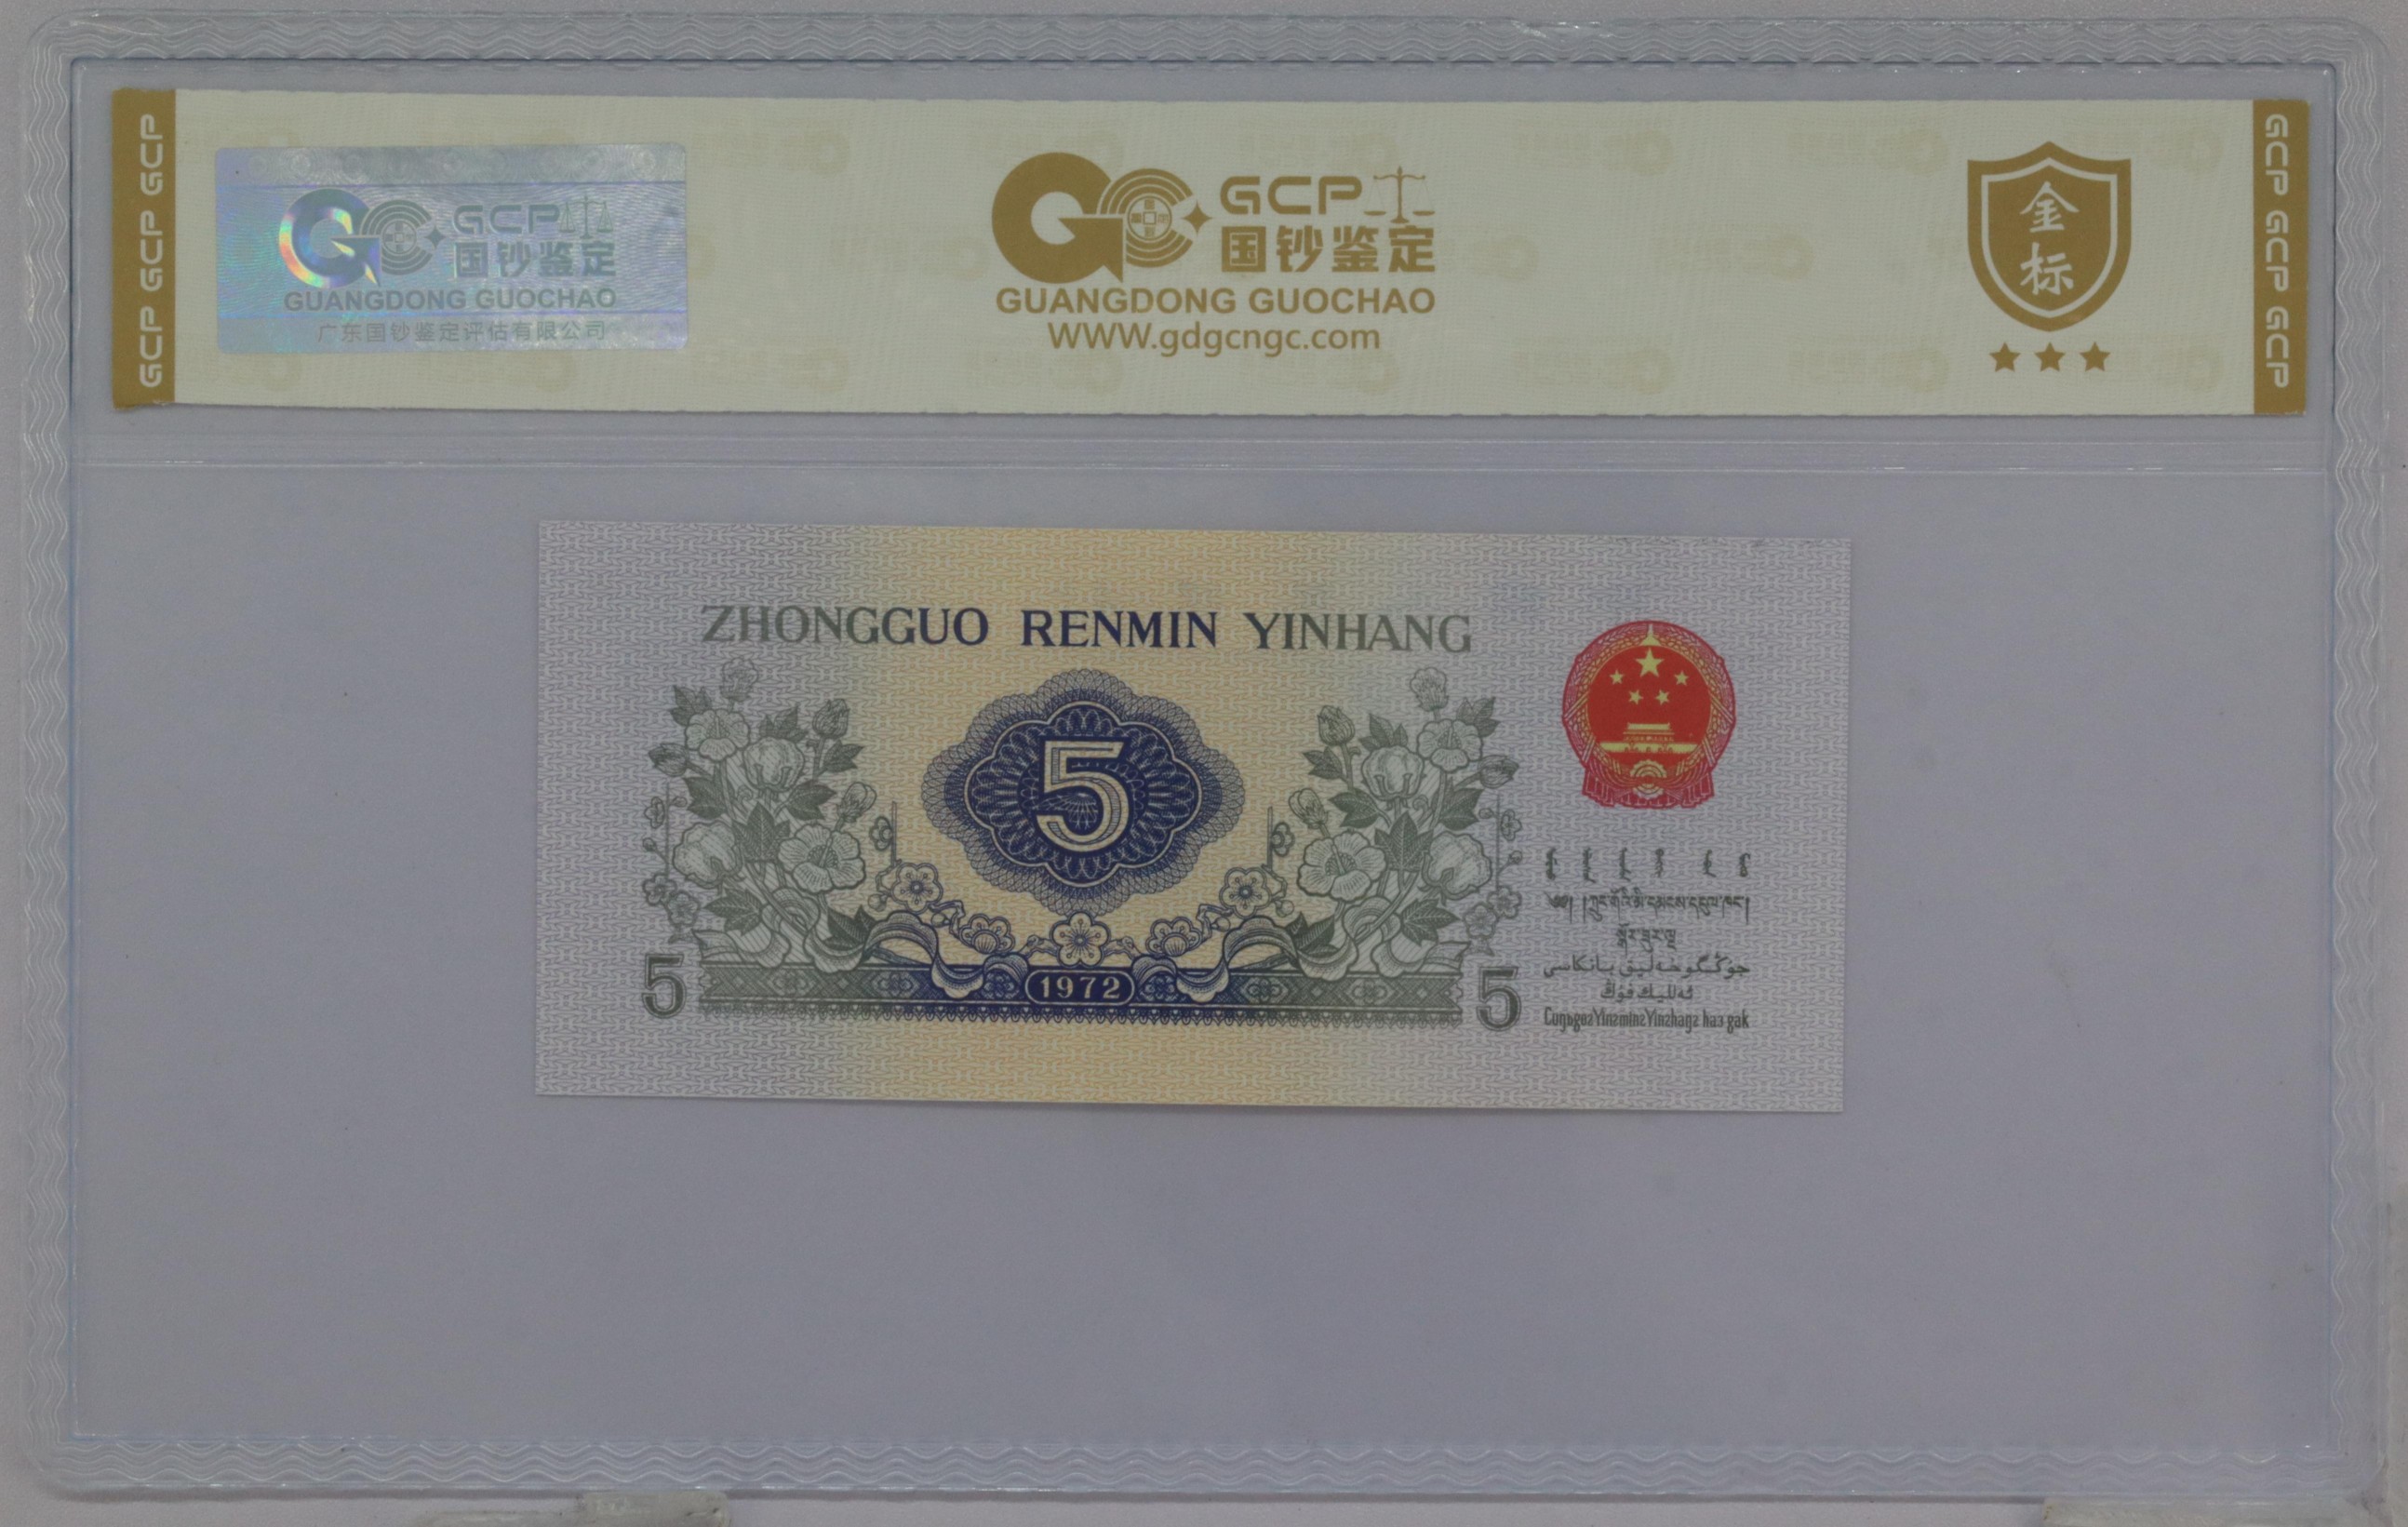 GCP GCP GCP
GCP
国钞鉴定
GUANGDONG GUOCHAO
广东国钞鉴定评估有限公司
GCP
国钞鉴定
GUANGDONG GUOCHAO
WWW.gdgcngc.com
金
标
GCP GCP GCP
ZHONGGUO RENMIN YINHANG
5
1972
5
5